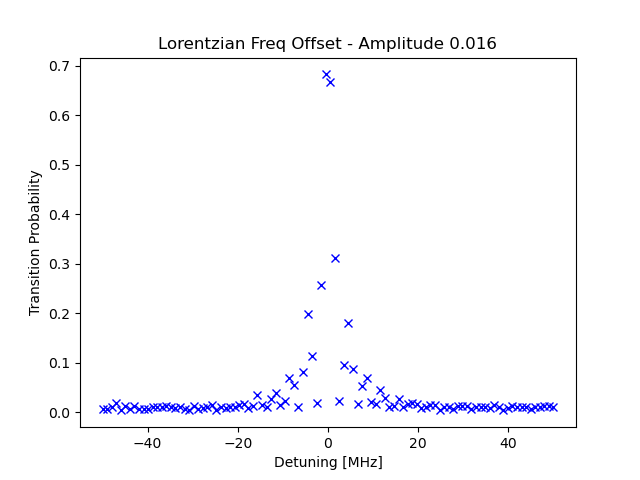 Lorentzian Freq Offset - Amplitude 0.016
0.7
0.6
0.5
0.4
0.3
0.2
0.1
0.0
Transition Probability
−40 −20 0 20 40
Detuning [MHz]